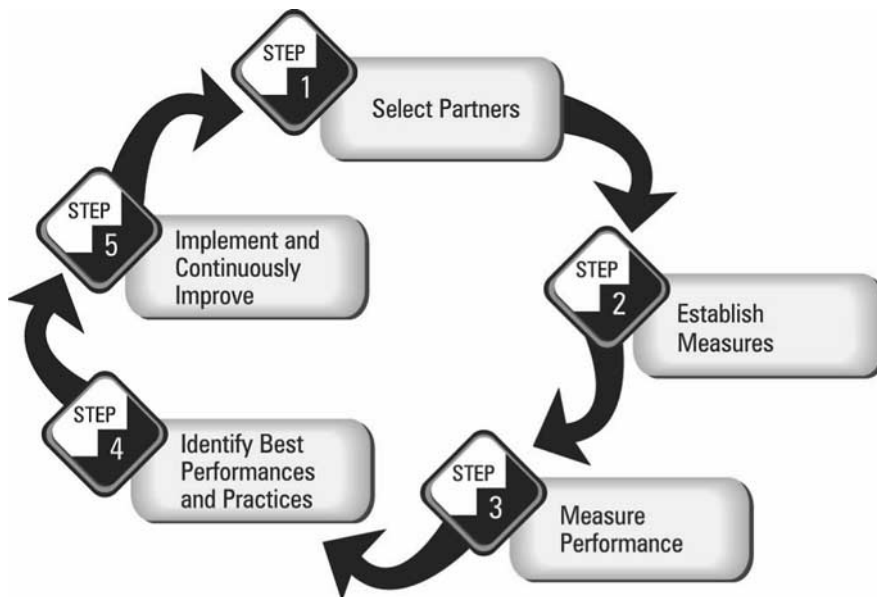 STEP
1
Select Partners
STEP
2
Establish
Measures
STEP
3
Measure
Performance
STEP
4
Identify Best
Performances
and Practices
STEP
5
Implement and
Continuously
Improve